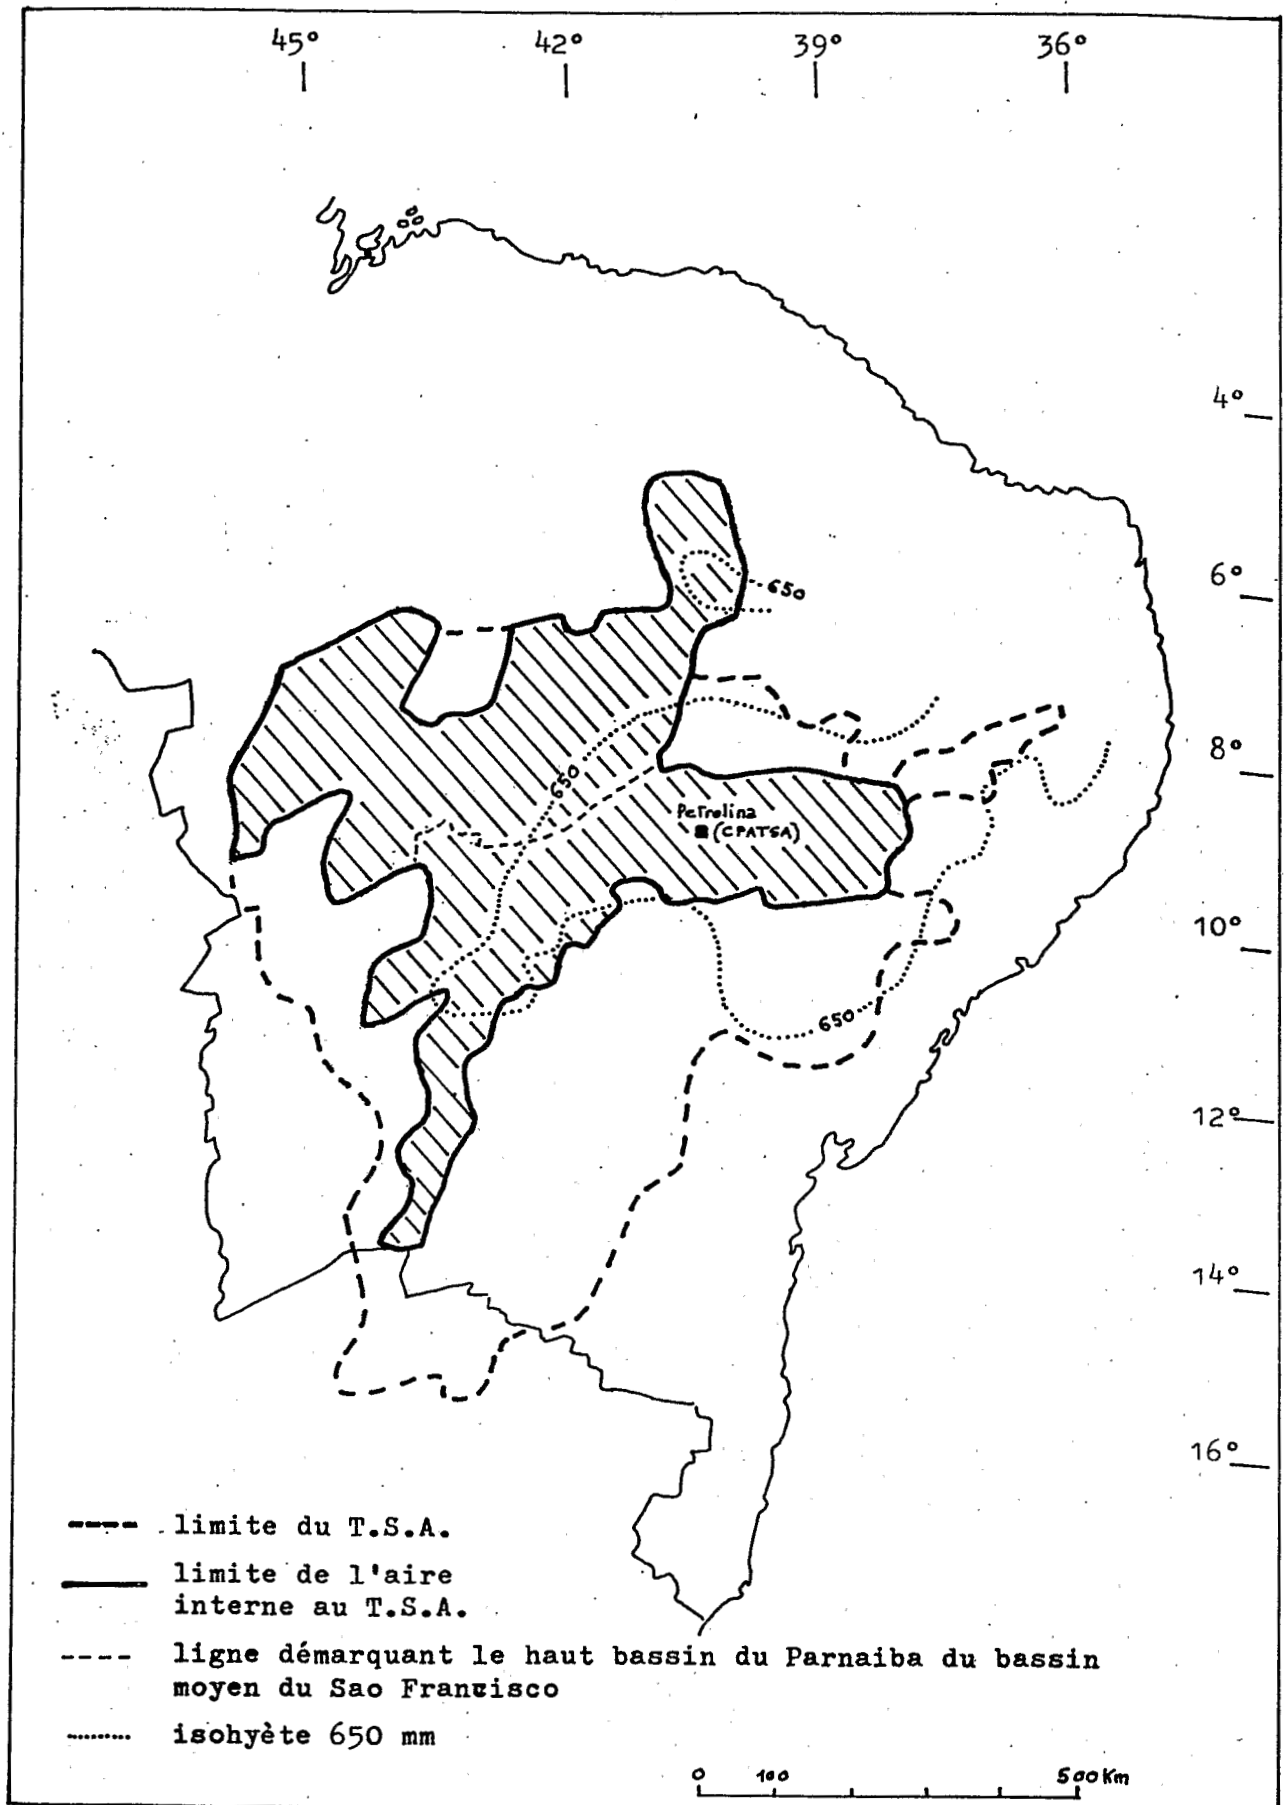 45° 42° 39° 36°
4°
6°
650
8°
650
Petrolina
(CPATSA)
10°
650
12°
14°
16°
limite du T.S.A.
limite de l'aire
interne au T.S.A.
ligne démarquant le haut bassin du Parnaiba du bassin
moyen du Sao Francisco
isohyète 650 mm
0 100 500 Km